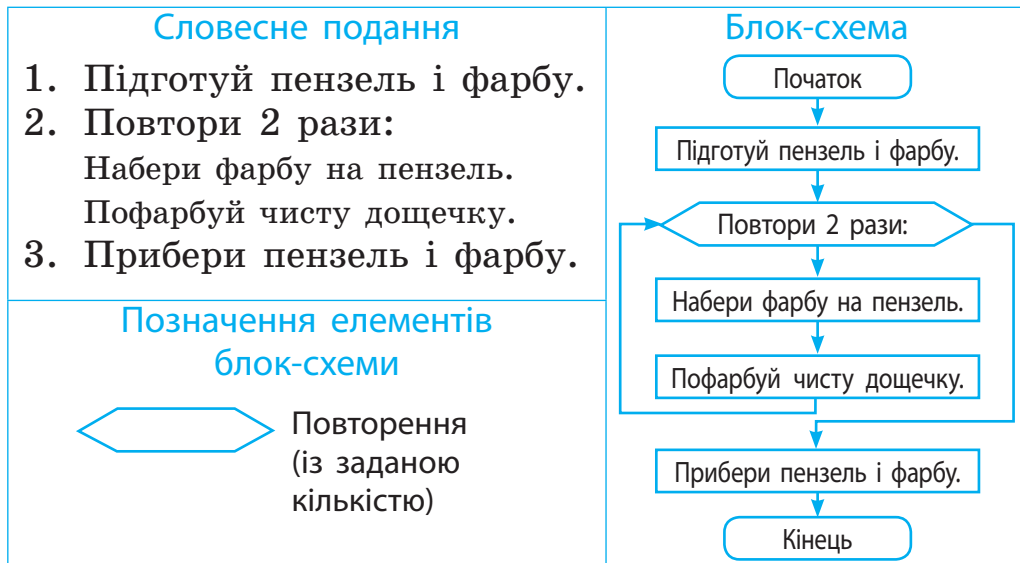 Словесне подання
1. Підготуй пензель і фарбу.
2. Повтори 2 рази:
Набери фарбу на пензель.
Пофарбуй чисту дощечку.
3. Прибери пензель і фарбу.
Позначення елементів
блок-схеми
Повторення
(із заданою
кількістю)
Блок-схема
Початок
Підготуй пензель і фарбу.
Повтори 2 рази:
Набери фарбу на пензель.
Пофарбуй чисту дощечку.
Прибери пензель і фарбу.
Кінець